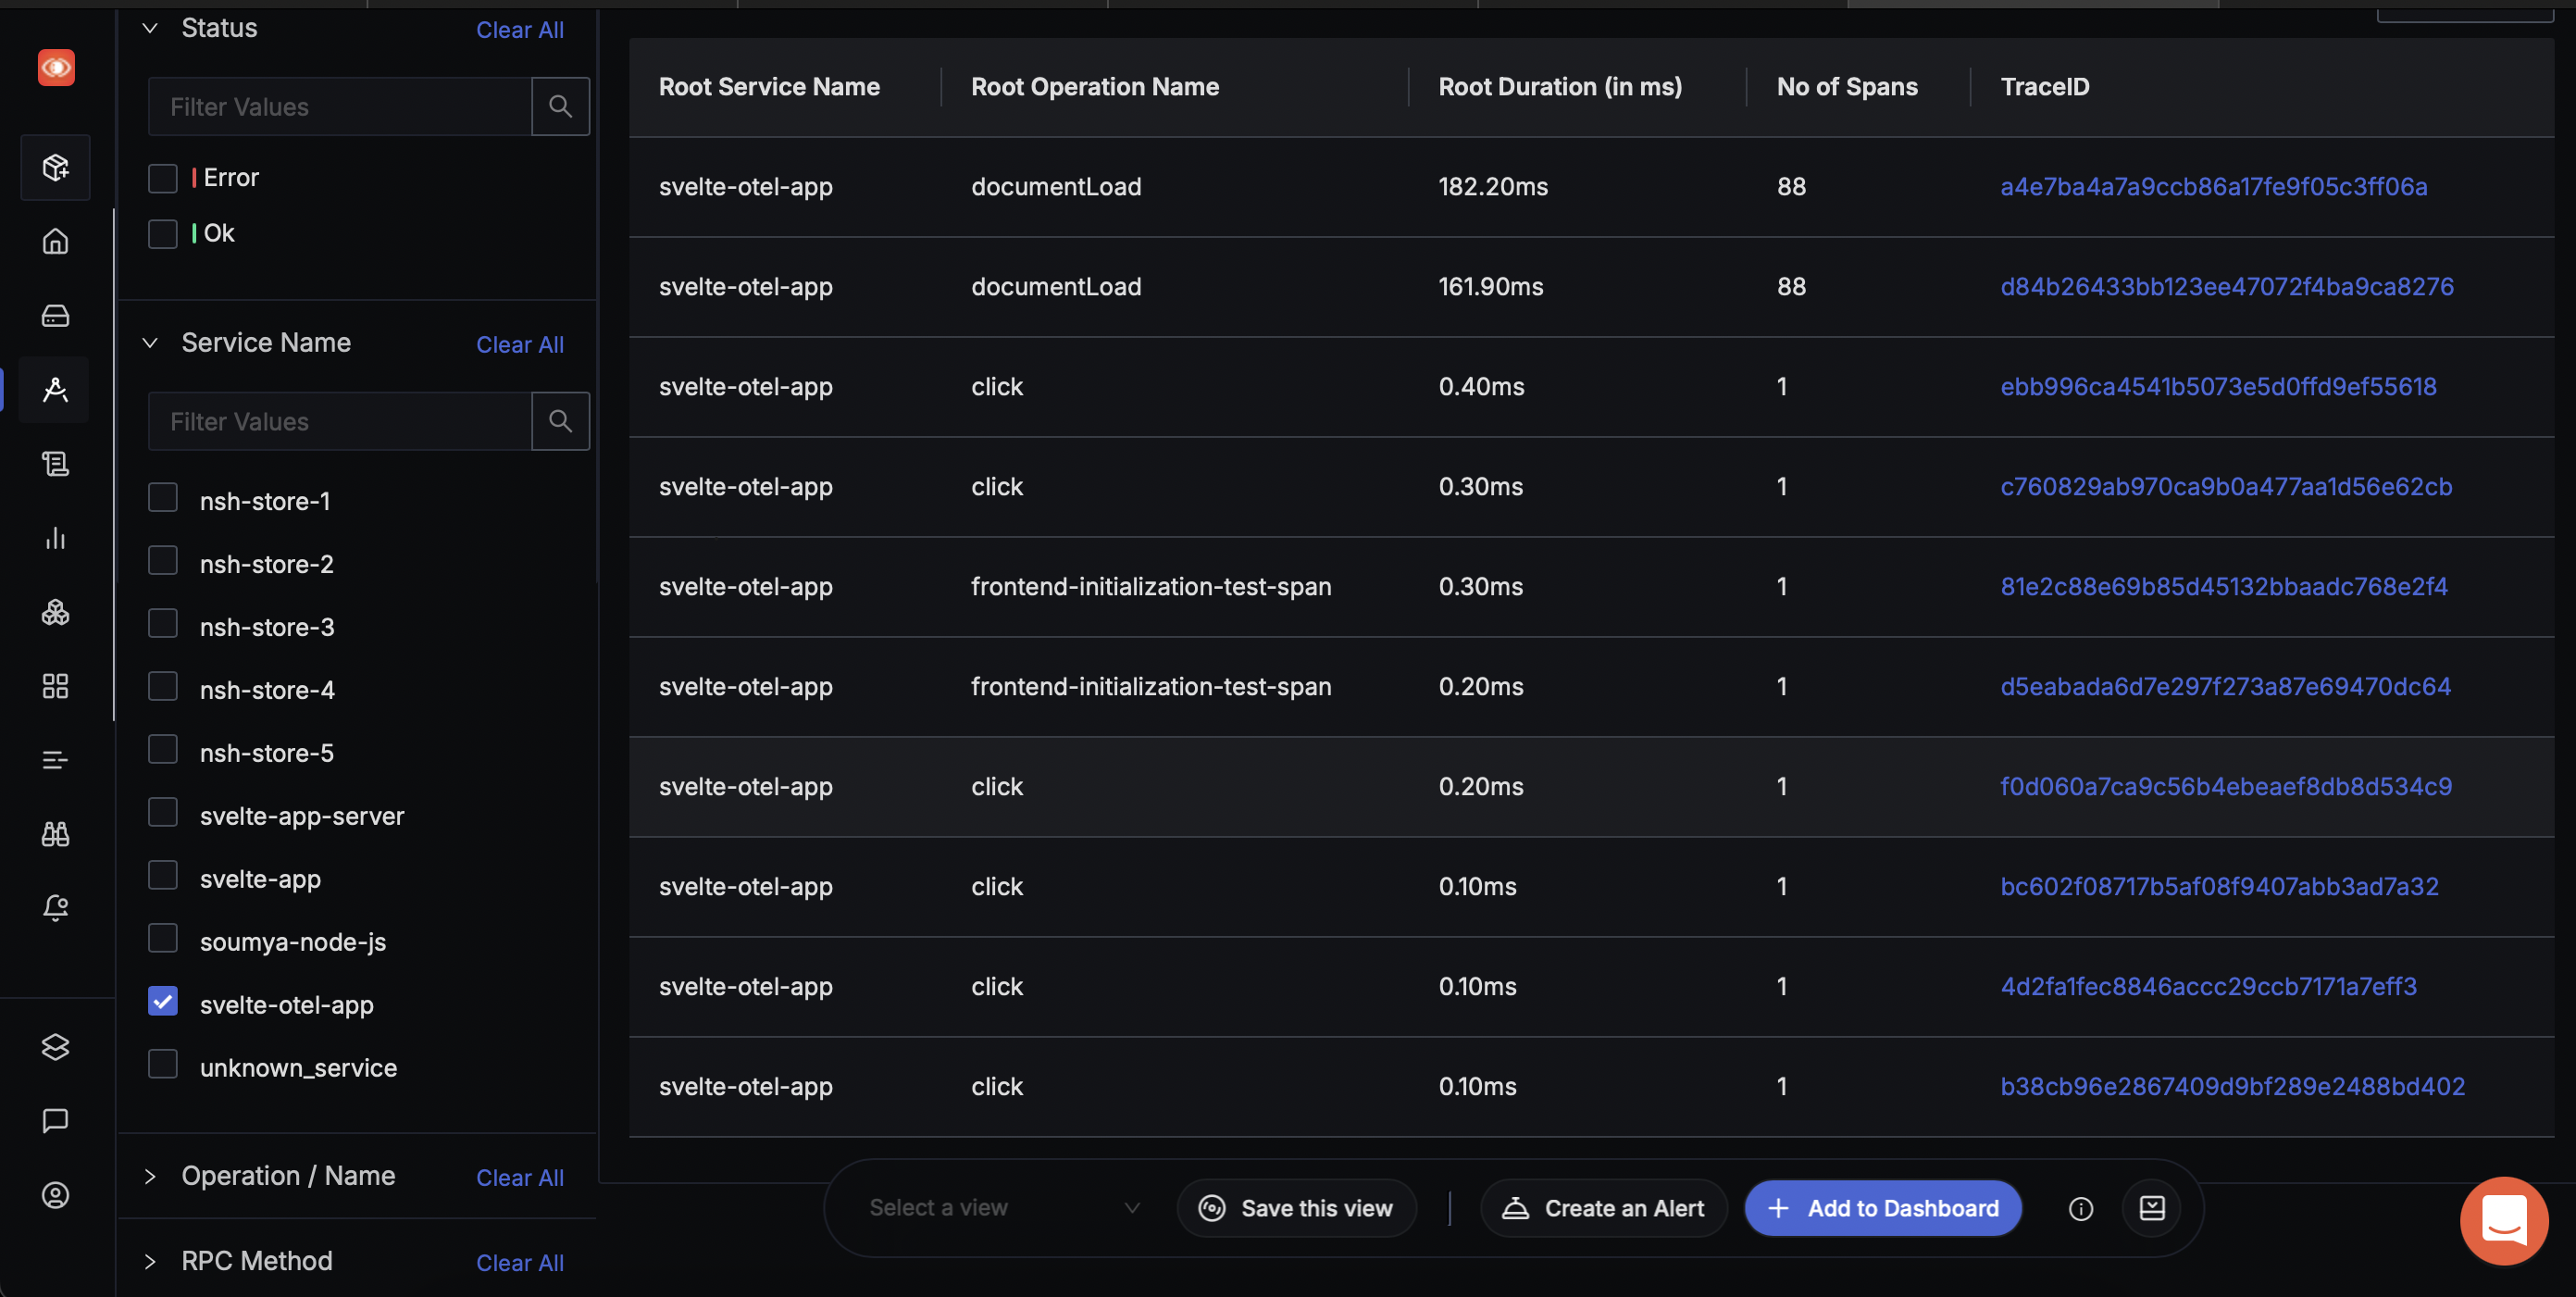 Status Clear All
Filter Values
Error
Ok
Service Name Clear All
Filter Values
nsh-store-1
nsh-store-2
nsh-store-3
nsh-store-4
nsh-store-5
svelte-app-server
svelte-app
soumya-node-js
svelte-otel-app
unknown_service
Operation / Name Clear All
RPC Method Clear All
Root Service Name Root Operation Name Root Duration (in ms) No of Spans TraceID
svelte-otel-app documentLoad 182.20ms 88 a4e7ba4a7a9ccb86a17fe9f05c3ff06a
svelte-otel-app documentLoad 161.90ms 88 d84b26433bb123ee47072f4ba9ca8276
svelte-otel-app click 0.40ms 1 ebb996ca4541b5073e5d0ffd9ef55618
svelte-otel-app click 0.30ms 1 c760829ab970ca9b0a477aa1d56e62cb
svelte-otel-app frontend-initialization-test-span 0.30ms 1 81e2c88e69b85d45132bbaadc768e2f4
svelte-otel-app frontend-initialization-test-span 0.20ms 1 d5eabada6d7e297f273a87e69470dc64
svelte-otel-app click 0.20ms 1 f0d060a7ca9c56b4ebeaef8db8d534c9
svelte-otel-app click 0.10ms 1 bc602f08717b5af08f9407abb3ad7a32
svelte-otel-app click 0.10ms 1 4d2fa1fec8846accc29ccb7171a7eff3
svelte-otel-app click 0.10ms 1 b38cb96e2867409d9bf289e2488bd402
Select a view Save this view Create an Alert Add to Dashboard